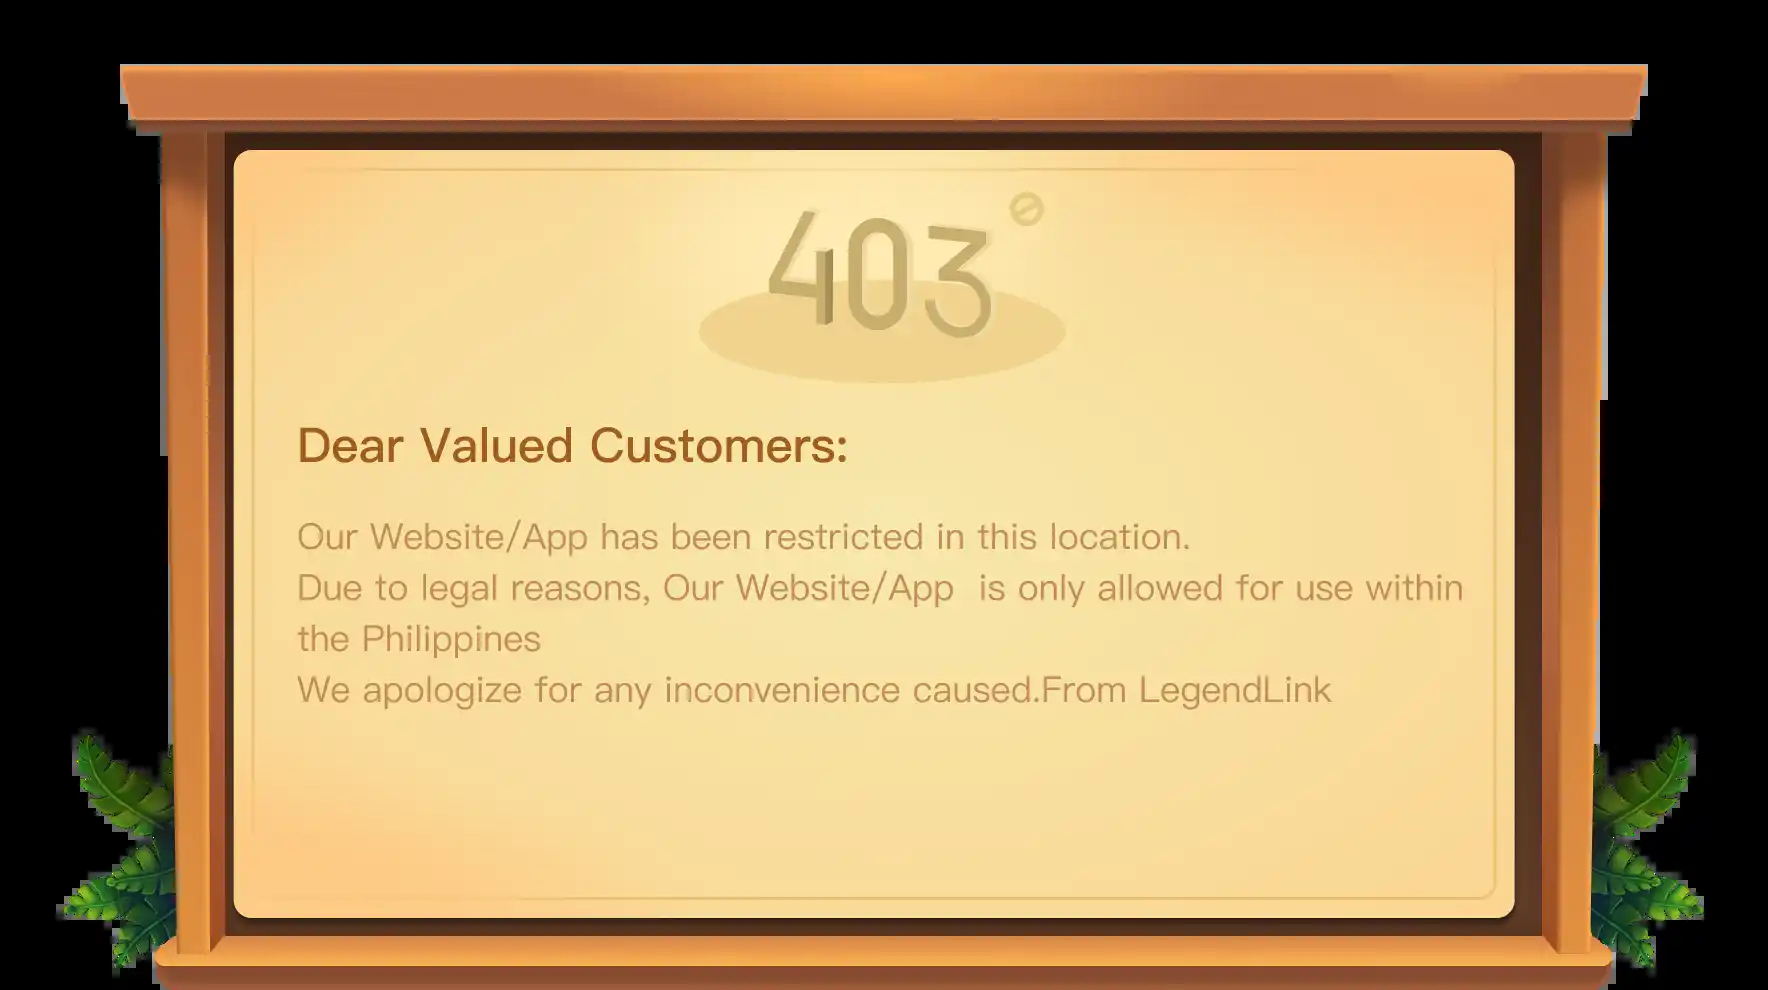 403
Dear Valued Customers:
Our Website/App has been restricted in this location.
Due to legal reasons, Our Website/App  is only allowed for use within
the Philippines
We apologize for any inconvenience caused.From LegendLink